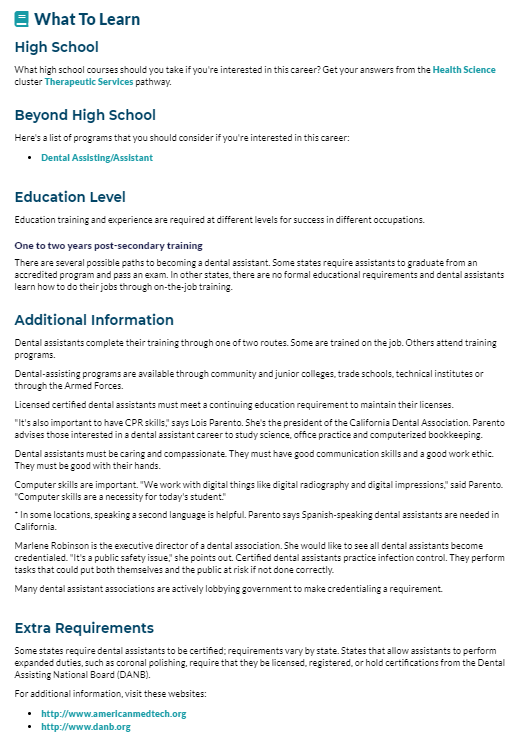 What To Learn
High School
What high school courses should you take if you're interested in this career? Get your answers from the Health Science
cluster Therapeutic Services pathway.
Beyond High School
Here's a list of programs that you should consider if you're interested in this career:
• Dental Assisting/Assistant
Education Level
Education training and experience are required at different levels for success in different occupations.
One to two years post-secondary training
There are several possible paths to becoming a dental assistant. Some states require assistants to graduate from an
accredited program and pass an exam. In other states, there are no formal educational requirements and dental assistants
learn how to do their jobs through on-the-job training.
Additional Information
Dental assistants complete their training through one of two routes. Some are trained on the job. Others attend training
programs.
Dental-assisting programs are available through community and junior colleges, trade schools, technical institutes or
through the Armed Forces.
Licensed certified dental assistants must meet a continuing education requirement to maintain their licenses.
"It's also important to have CPR skills," says Lois Parento. She's the president of the California Dental Association. Parento
advises those interested in a dental assistant career to study science, office practice and computerized bookkeeping.
Dental assistants must be caring and compassionate. They must have good communication skills and a good work ethic.
They must be good with their hands.
Computer skills are important. "We work with digital things like digital radiography and digital impressions," said Parento.
"Computer skills are a necessity for today's student."
* In some locations, speaking a second language is helpful. Parento says Spanish-speaking dental assistants are needed in
California.
Marlene Robinson is the executive director of a dental association. She would like to see all dental assistants become
credentialed. "It's a public safety issue," she points out. Certified dental assistants practice infection control. They perform
tasks that could put both themselves and the public at risk if not done correctly.
Many dental assistant associations are actively lobbying government to make credentialing a requirement.
Extra Requirements
Some states require dental assistants to be certified; requirements vary by state. States that allow assistants to perform
expanded duties, such as coronal polishing, require that they be licensed, registered, or hold certifications from the Dental
Assisting National Board (DANB).
For additional information, visit these websites:
• http://www.americanmedtech.org
• http://www.danb.org